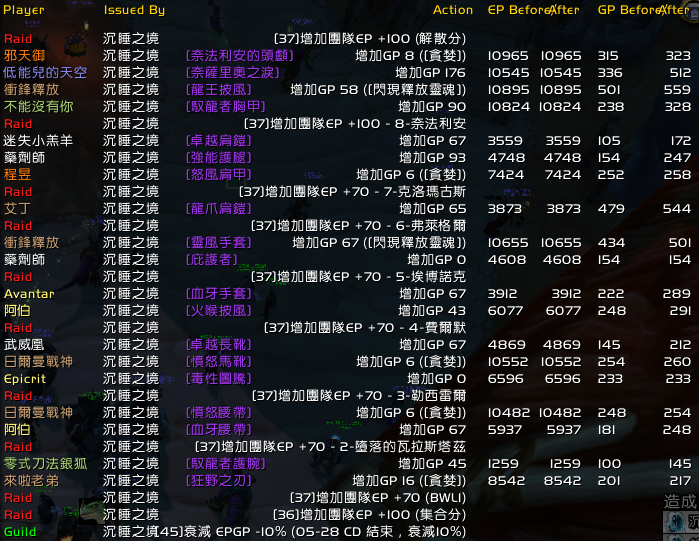 Player Issued By Action EP Before After GP Before After
Raid 沉睡之境 (37)增加團隊EP +100 (解散分)
邪天御 沉睡之境 [奈法利安的頭顱] 增加GP 8 ([貪婪]) 10965 10965 315 323
低能兒的天空 沉睡之境 [奈薩里奧之淚] 增加GP 176 10545 10545 336 512
衝鋒釋放 沉睡之境 [龍王披風] 增加GP 58 ([閃現釋放靈魂]) 10895 10895 501 559
不能沒有你 沉睡之境 [馭龍者胸甲] 增加GP 90 10824 10824 238 328
Raid 沉睡之境 (37)增加團隊EP +100 - 8-奈法利安
迷失小羔羊 沉睡之境 [卓越肩鎧] 增加GP 67 3559 3559 105 172
藥劑師 沉睡之境 [強能護腿] 增加GP 93 4748 4748 154 247
程昱 沉睡之境 [怒風肩甲] 增加GP 6 ([貪婪]) 7424 7424 252 258
Raid 沉睡之境 (37)增加團隊EP +70 - 7-克洛瑪古斯
艾丁 沉睡之境 [龍爪肩鎧] 增加GP 65 3873 3873 479 544
Raid 沉睡之境 (37)增加團隊EP +70 - 6-弗萊格爾
衝鋒釋放 沉睡之境 [靈風手套] 增加GP 67 ([閃現釋放靈魂]) 10655 10655 434 501
藥劑師 沉睡之境 [庇護者] 增加GP 0 4608 4608 154 154
Raid 沉睡之境 (37)增加團隊EP +70 - 5-埃博諾克
Avantar 沉睡之境 [血牙手套] 增加GP 67 3912 3912 222 289
阿伯 沉睡之境 [火喉披風] 增加GP 43 6077 6077 248 291
Raid 沉睡之境 (37)增加團隊EP +70 - 4-費爾默
武威凰 沉睡之境 [卓越長靴] 增加GP 67 4869 4869 145 212
日爾曼戰神 沉睡之境 [憤怒馬靴] 增加GP 6 ([貪婪]) 10552 10552 254 260
Epicrit 沉睡之境 [毒性圖騰] 增加GP 0 6596 6596 233 233
Raid 沉睡之境 (37)增加團隊EP +70 - 3-勒西雷爾
日爾曼戰神 沉睡之境 [憤怒腰帶] 增加GP 6 ([貪婪]) 10482 10482 248 254
阿伯 沉睡之境 [血牙腰帶] 增加GP 67 5937 5937 181 248
Raid 沉睡之境 (37)增加團隊EP +70 - 2-墮落的瓦拉斯塔茲
零式刀法銀狐 沉睡之境 [馭龍者護腕] 增加GP 45 1259 1259 100 145
來啦老弟 沉睡之境 [狂野之刃] 增加GP 16 ([貪婪]) 8542 8542 201 217
Raid 沉睡之境 (37)增加團隊EP +70 (BWL1)
Raid 沉睡之境 (36)增加團隊EP +100 (集合分)
造成
Guild 沉睡之境 45)衰減 EPGP -10% (05-28 CD 結束，衰減10%)